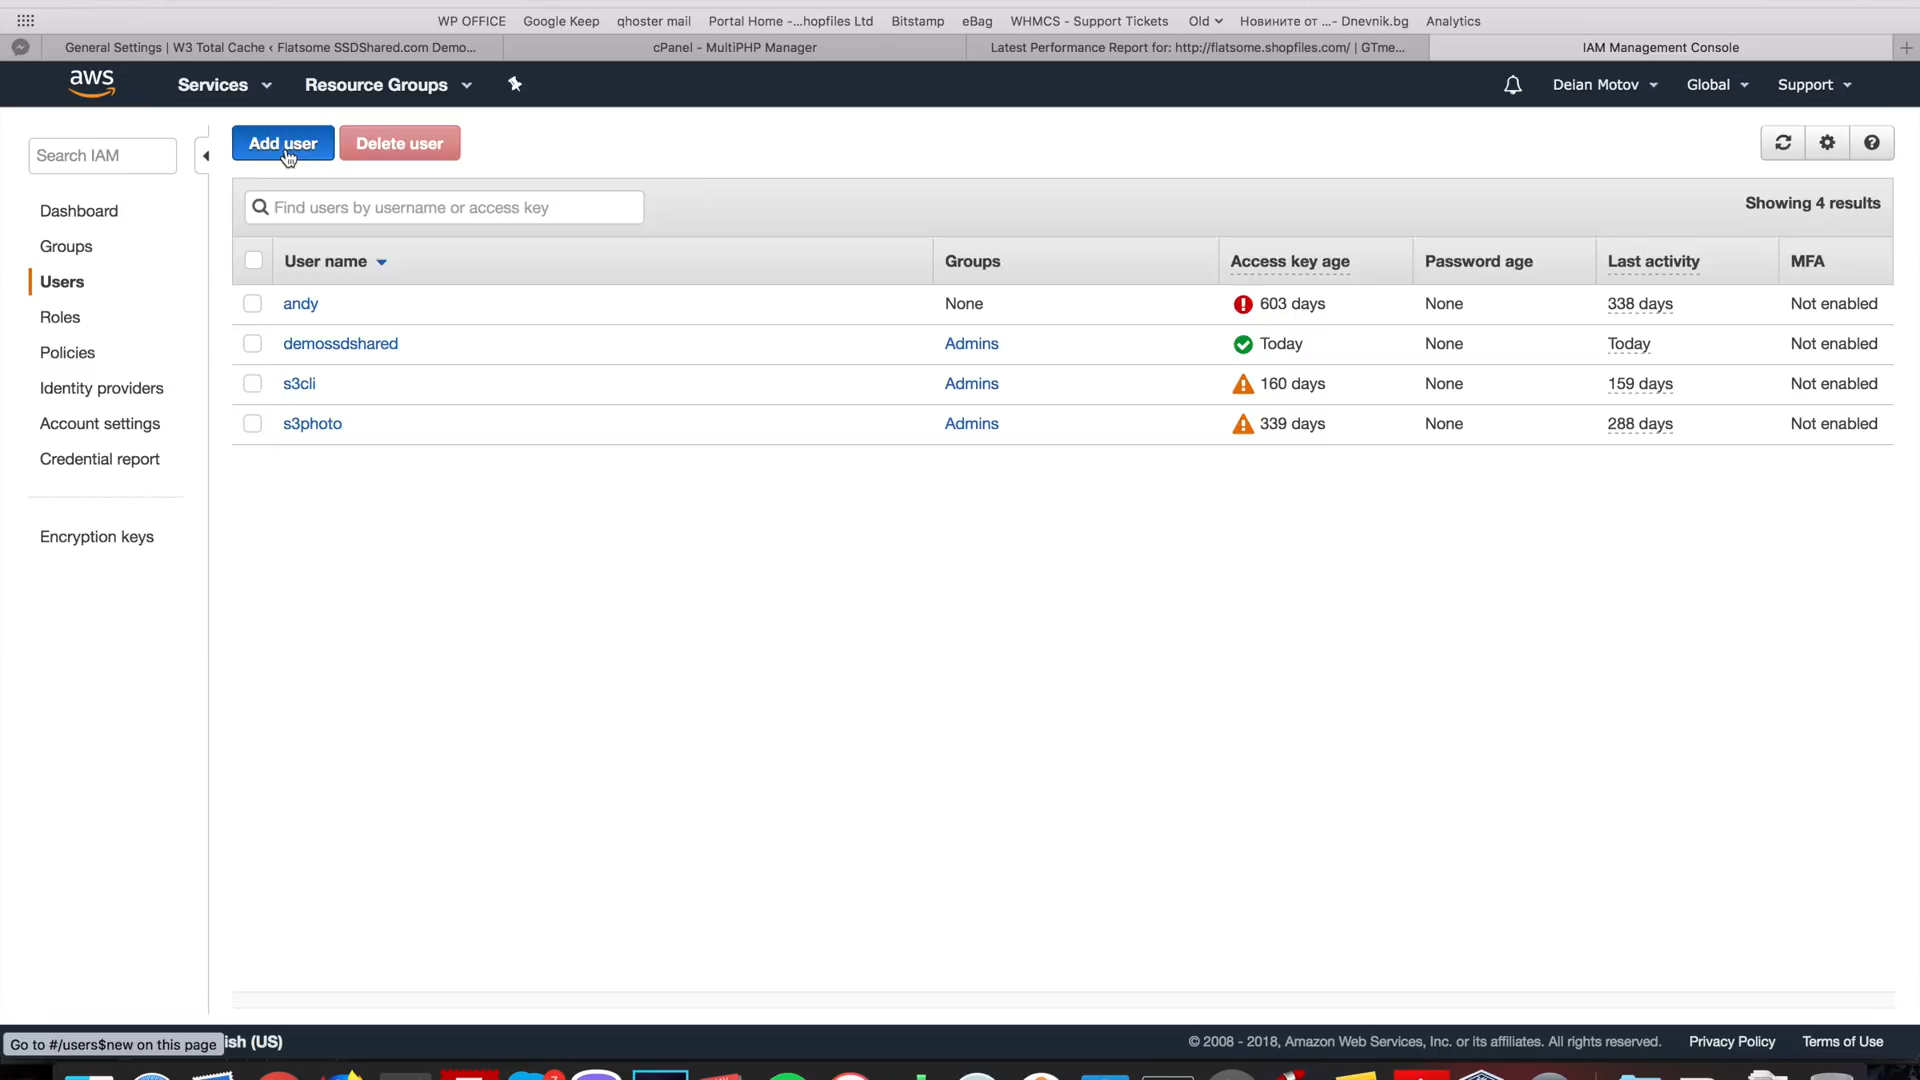 WP OFFICE Google Keep qhoster mail Portal Home -...hopfiles Ltd Bitstamp eBag WHMCS - Support Tickets Old Новините от ...- Dnevnik.bg Analytics
General Settings | W3 Total Cache ‹ Flatsome SSDShared.com Demo... cPanel - MultiPHP Manager Latest Performance Report for: http://flatsome.shopfiles.com/ | GTme... IAM Management Console
aws Services Resource Groups Deian Motov Global Support
Search IAM
Add user Delete user
Find users by username or access key
Showing 4 results
Dashboard
Groups
Users
Roles
Policies
Identity providers
Account settings
Credential report
Encryption keys
User name Groups Access key age Password age Last activity MFA
andy None 603 days None 338 days Not enabled
demossdshared Admins Today None Today Not enabled
s3cli Admins 160 days None 159 days Not enabled
s3photo Admins 339 days None 288 days Not enabled
Go to #/users$new on this page ish (US)
© 2008 - 2018, Amazon Web Services, Inc. or its affiliates. All rights reserved. Privacy Policy Terms of Use
7